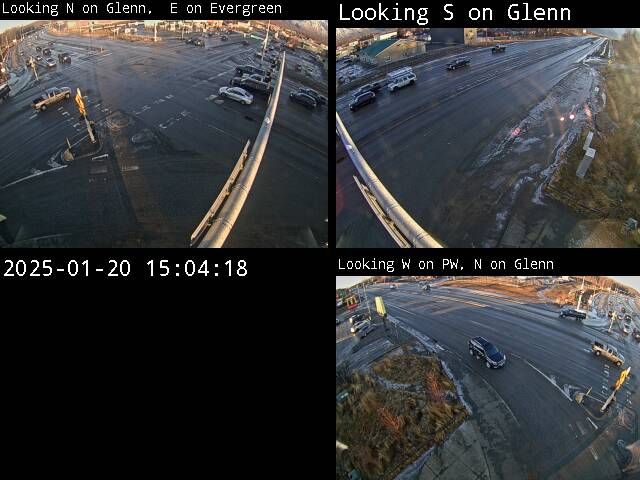 Looking N on Glenn,  E on Evergreen
Looking S on Glenn
2025-01-20 15:04:18
Looking W on PW, N on Glenn